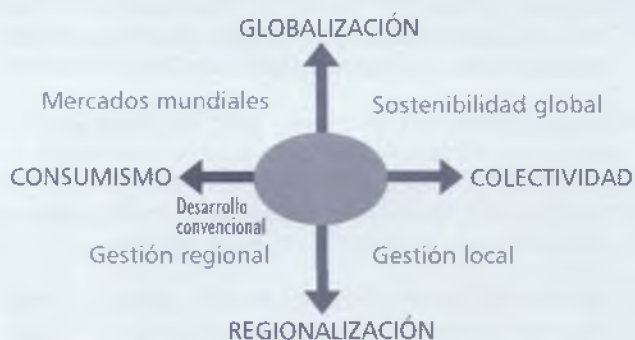 GLOBALIZACIÓN
Mercados mundiales
Sostenibilidad global
CONSUMISMO
COLECTIVIDAD
Desarrollo
convencional
Gestión regional
Gestión local
REGIONALIZACIÓN